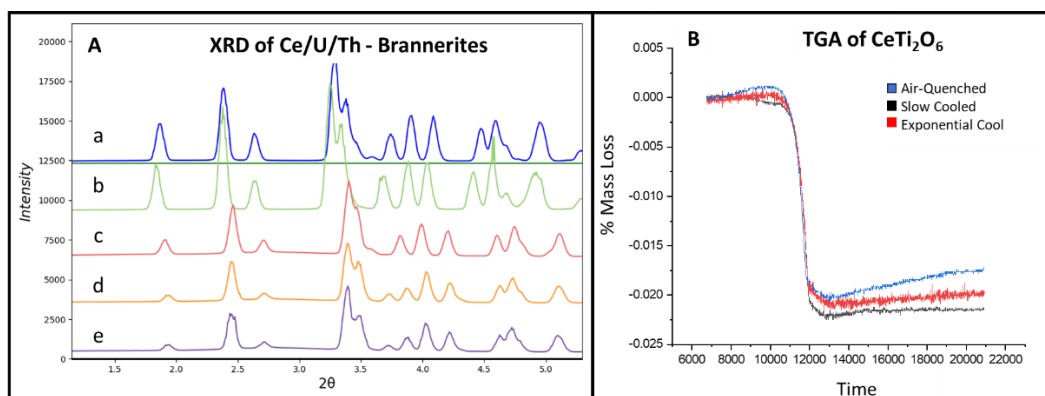 A
XRD of Ce/U/Th - Brannerites
20000
17500
15000
12500
10000
7500
5000
2500
0
Intensity
a
b
c
d
e
1.5
2.0
2.5
3.0
3.5
4.0
4.5
5.0
2θ
B
TGA of CeTi₂O₆
0.005
0.000
-0.005
-0.010
-0.015
-0.020
-0.025
% Mass Loss
Air-Quenched
Slow Cooled
Exponential Cool
6000 8000 10000 12000 14000 16000 18000 20000 22000
Time